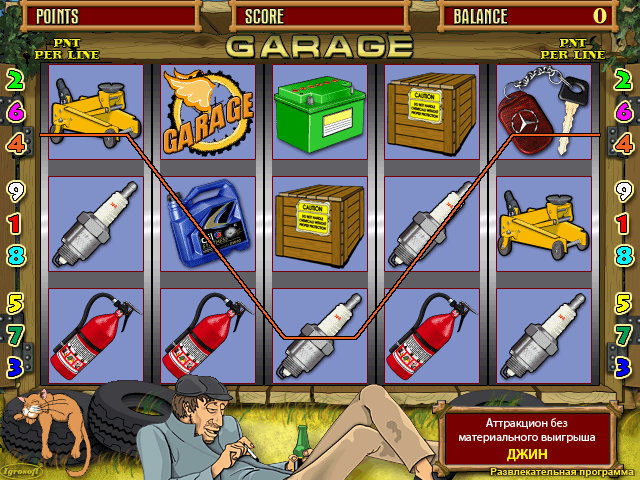 POINTS SCORE BALANCE 0
GARAGE
PNT PER LINE PNT PER LINE
2 2
6 GARAGE CAUTION 6
4 4
9 9
1 CAUTION 1
8 OIL 8
5 5
7 7
3 3
Аттракцион без
материального выигрыша
ДЖИН
Igrosoft Развлекательная программа